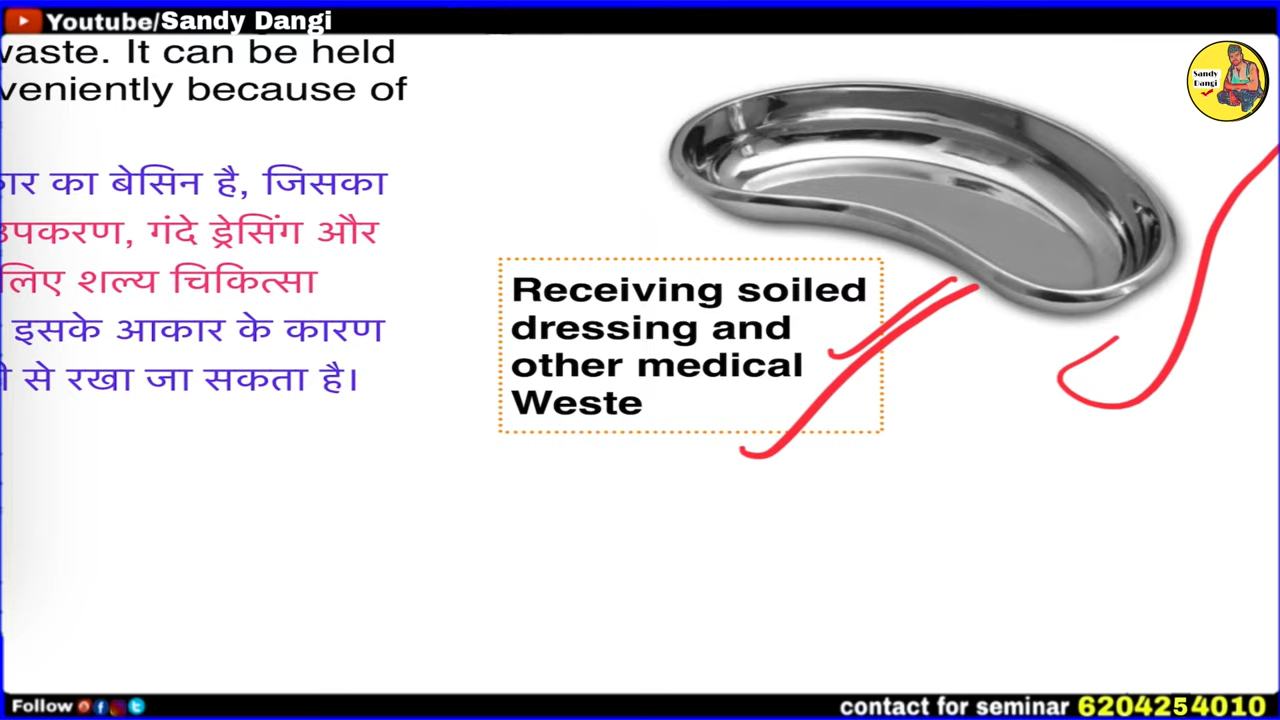 Youtube/Sandy Dangi
waste. It can be held
veniently because of
Sandy
Dangi
कार का बेसिन है, जिसका
उपकरण, गंदे ड्रेसिंग और
लिए शल्य चिकित्सा
इसके आकार के कारण
से रखा जा सकता है।
Receiving soiled
dressing and
other medical
Weste
Follow
contact for seminar 6204254010